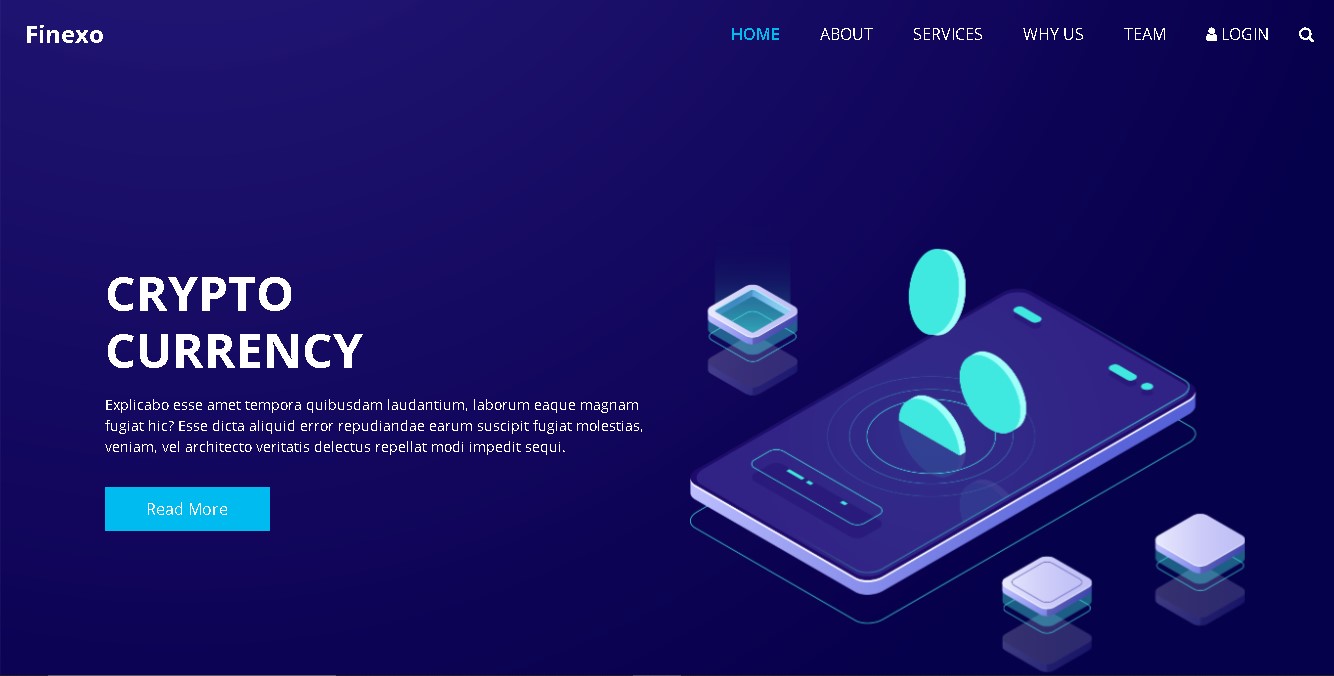 Finexo
HOME ABOUT SERVICES WHY US TEAM LOGIN
CRYPTO
CURRENCY
Explicabo esse amet tempora quibusdam laudantium, laborum eaque magnam
fugiat hic? Esse dicta aliquid error repudiandae earum suscipit fugiat molestias,
veniam, vel architecto veritatis delectus repellat modi impedit sequi.
Read More